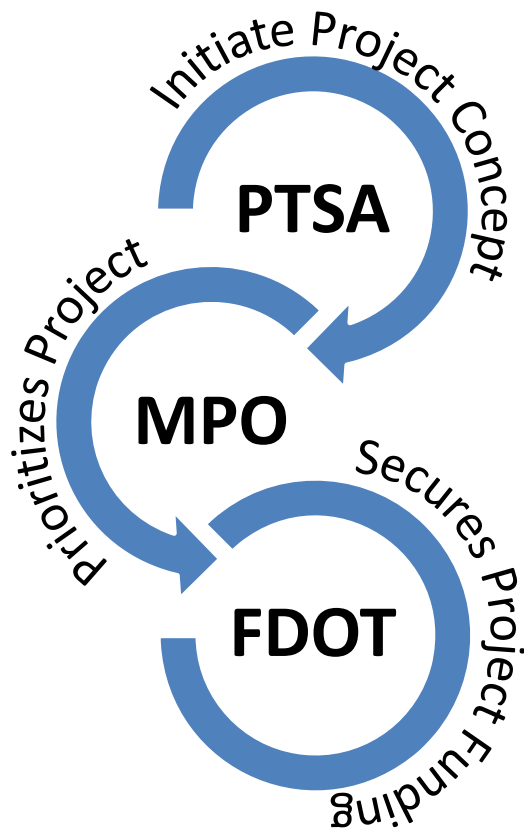 Initiate Project Concept
PTSA
Prioritizes Project
MPO
Secures Project Funding
FDOT